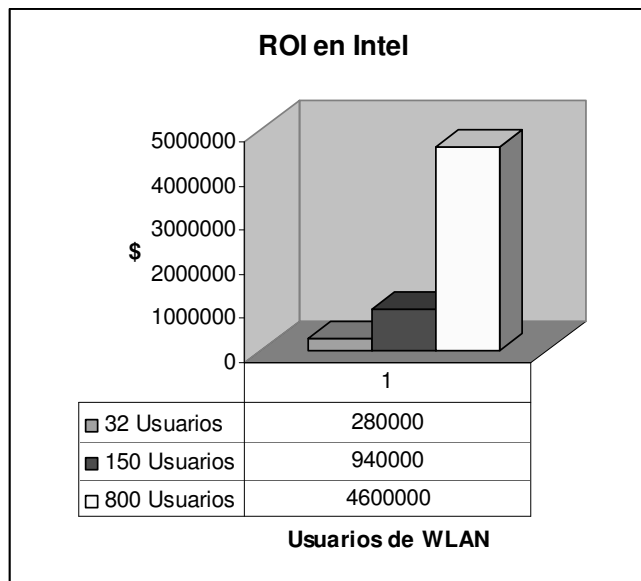 ROI en Intel
5000000
4000000
3000000
2000000
1000000
0
$
1
32 Usuarios 280000
150 Usuarios 940000
800 Usuarios 4600000
Usuarios de WLAN